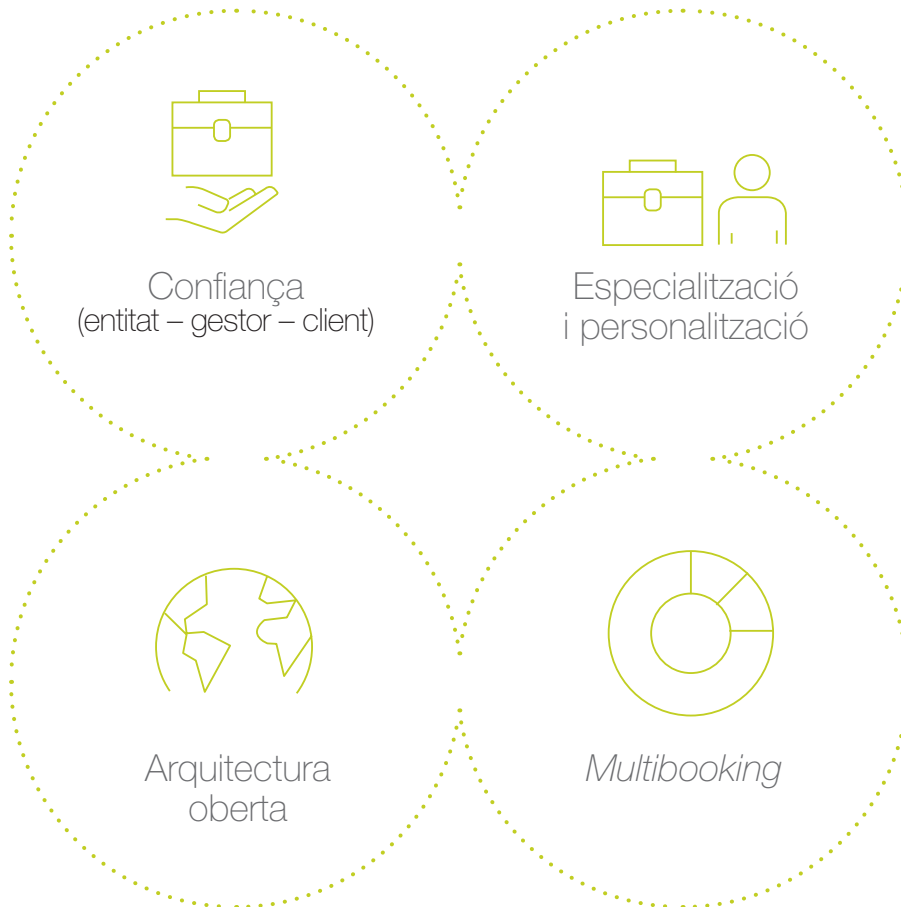 Confiança
(entitat – gestor – client)
Especialització
i personalització
Arquitectura
oberta
Multibooking